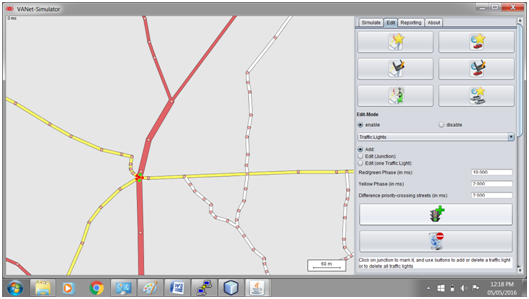 VANet-Simulator
0 ms
Simulate Edit Reporting About
Edit-Mode
enable disable
Traffic Lights
Add
Edit (Junction)
Edit (one Traffic Light)
Red/green Phase (in ms) 10.000
Yellow Phase (in ms) 2.000
Difference priority-crossing streets (in ms)
Click on junction to mark it, and use buttons to add or delete a traffic light
or to delete all traffic lights
60 m
12:18 PM
05/05/2016